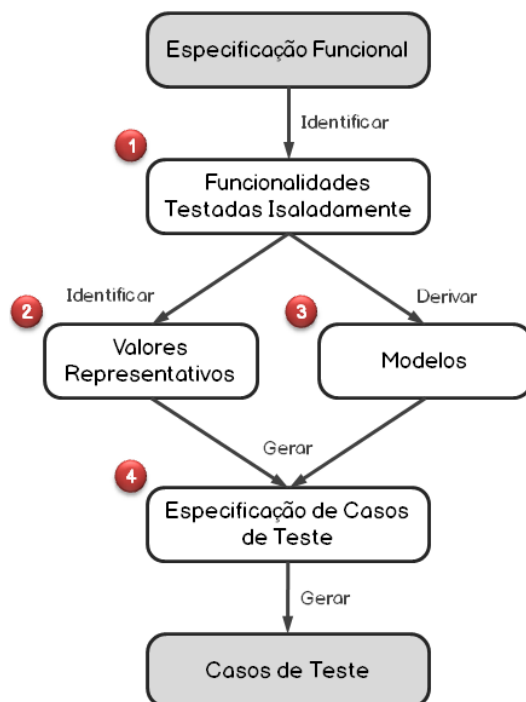 Especificação Funcional
Identificar
1
Funcionalidades
Testadas Isaladamente
Identificar
Derivar
2
Valores
Representativos
3
Modelos
Gerar
4
Especificação de Casos
de Teste
Gerar
Casos de Teste